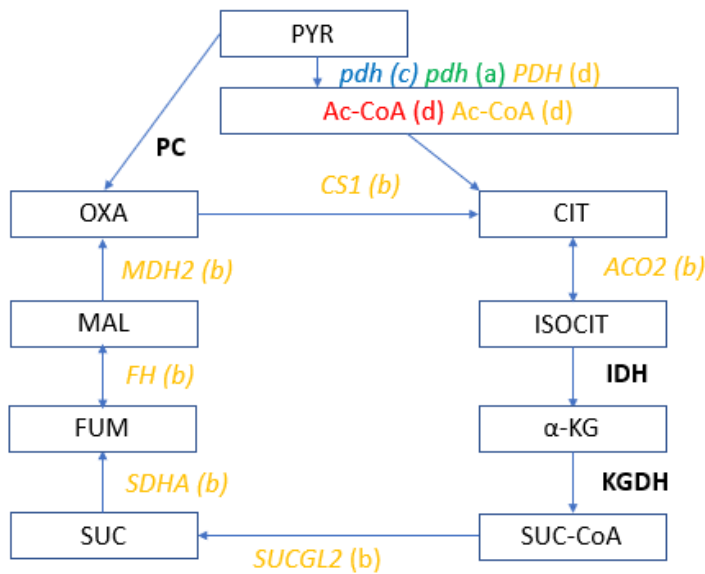 PYR
pdh (c) pdh (a) PDH (d)
Ac-CoA (d) Ac-CoA (d)
PC
CS1 (b)
OXA
CIT
MDH2 (b)
ACO2 (b)
MAL
ISOCIT
FH (b)
IDH
FUM
α-KG
SDHA (b)
KGDH
SUC
SUC-CoA
SUCGL2 (b)